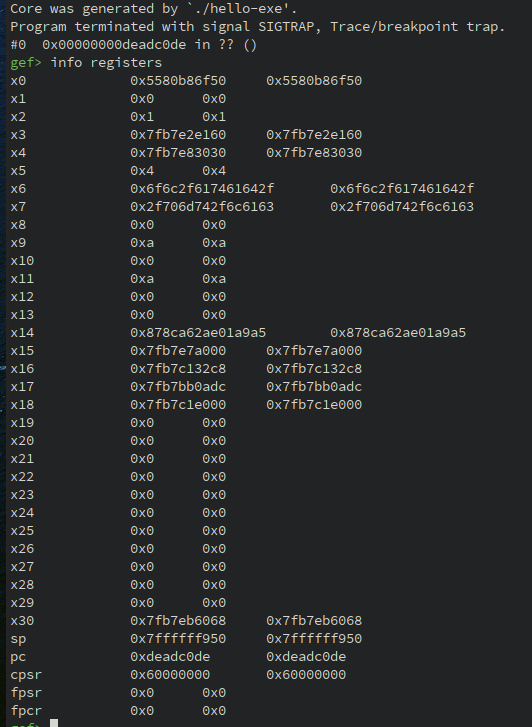 Core was generated by `./hello-exe'.
Program terminated with signal SIGTRAP, Trace/breakpoint trap.
#0 0x00000000deadc0de in ?? ()
gef> info registers
x0 0x5580b86f50 0x5580b86f50
x1 0x0 0x0
x2 0x1 0x1
x3 0x7fb7e2e160 0x7fb7e2e160
x4 0x7fb7e83030 0x7fb7e83030
x5 0x4 0x4
x6 0x6f6c2f617461642f 0x6f6c2f617461642f
x7 0x2f706d742f6c6163 0x2f706d742f6c6163
x8 0x0 0x0
x9 0xa 0xa
x10 0x0 0x0
x11 0xa 0xa
x12 0x0 0x0
x13 0x0 0x0
x14 0x878ca62ae01a9a5 0x878ca62ae01a9a5
x15 0x7fb7e7a000 0x7fb7e7a000
x16 0x7fb7c132c8 0x7fb7c132c8
x17 0x7fb7bb0adc 0x7fb7bb0adc
x18 0x7fb7c1e000 0x7fb7c1e000
x19 0x0 0x0
x20 0x0 0x0
x21 0x0 0x0
x22 0x0 0x0
x23 0x0 0x0
x24 0x0 0x0
x25 0x0 0x0
x26 0x0 0x0
x27 0x0 0x0
x28 0x0 0x0
x29 0x0 0x0
x30 0x7fb7eb6068 0x7fb7eb6068
sp 0x7ffffff950 0x7ffffff950
pc 0xdeadc0de 0xdeadc0de
cpsr 0x60000000 0x60000000
fpsr 0x0 0x0
fpcr 0x0 0x0
gef>